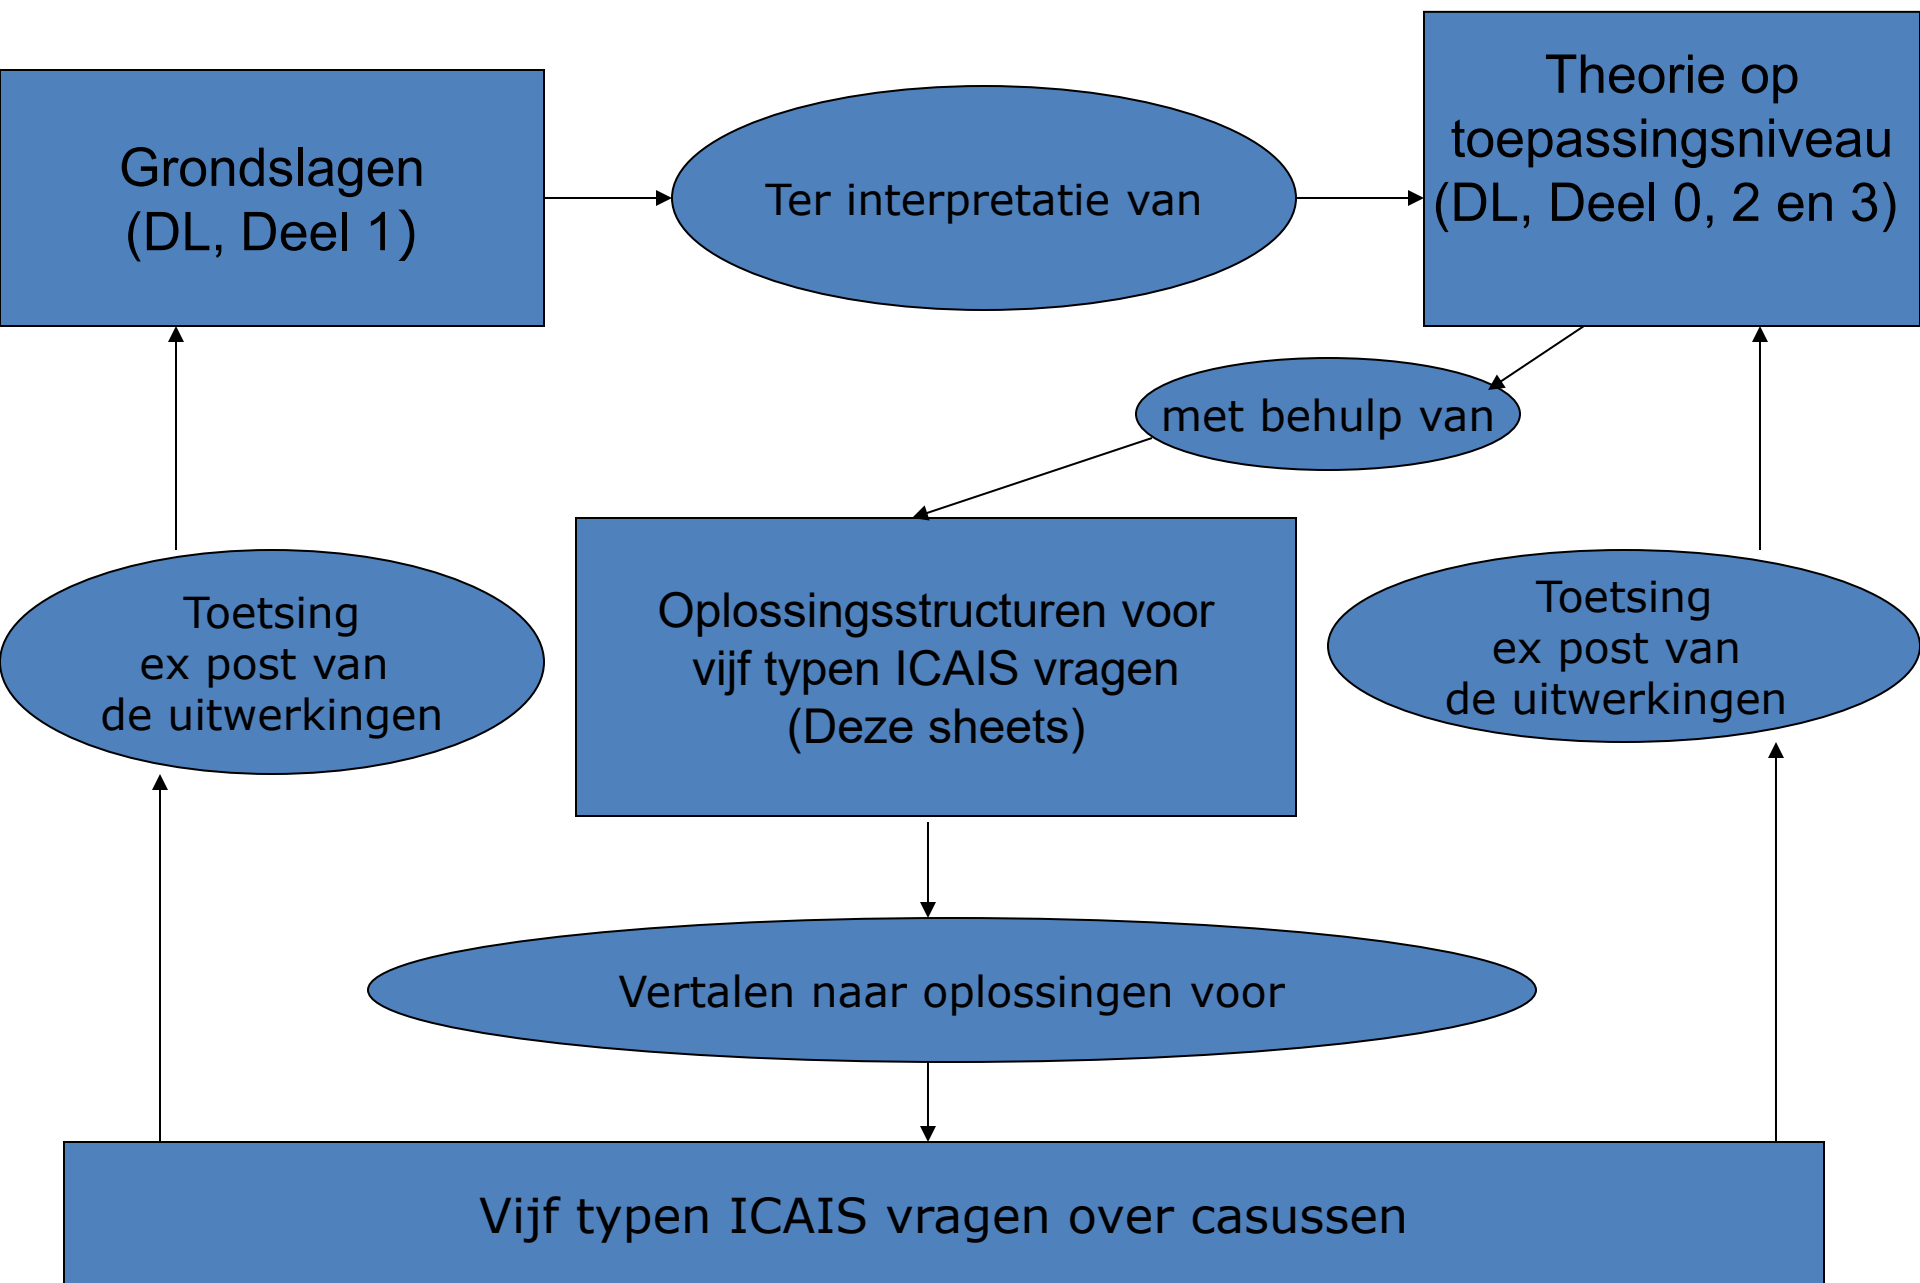 Grondslagen
(DL, Deel 1)
Ter interpretatie van
Theorie op
toepassingsniveau
(DL, Deel 0, 2 en 3)
met behulp van
Toetsing
ex post van
de uitwerkingen
Oplossingsstructuren voor
vijf typen ICAIS vragen
(Deze sheets)
Toetsing
ex post van
de uitwerkingen
Vertalen naar oplossingen voor
Vijf typen ICAIS vragen over casussen